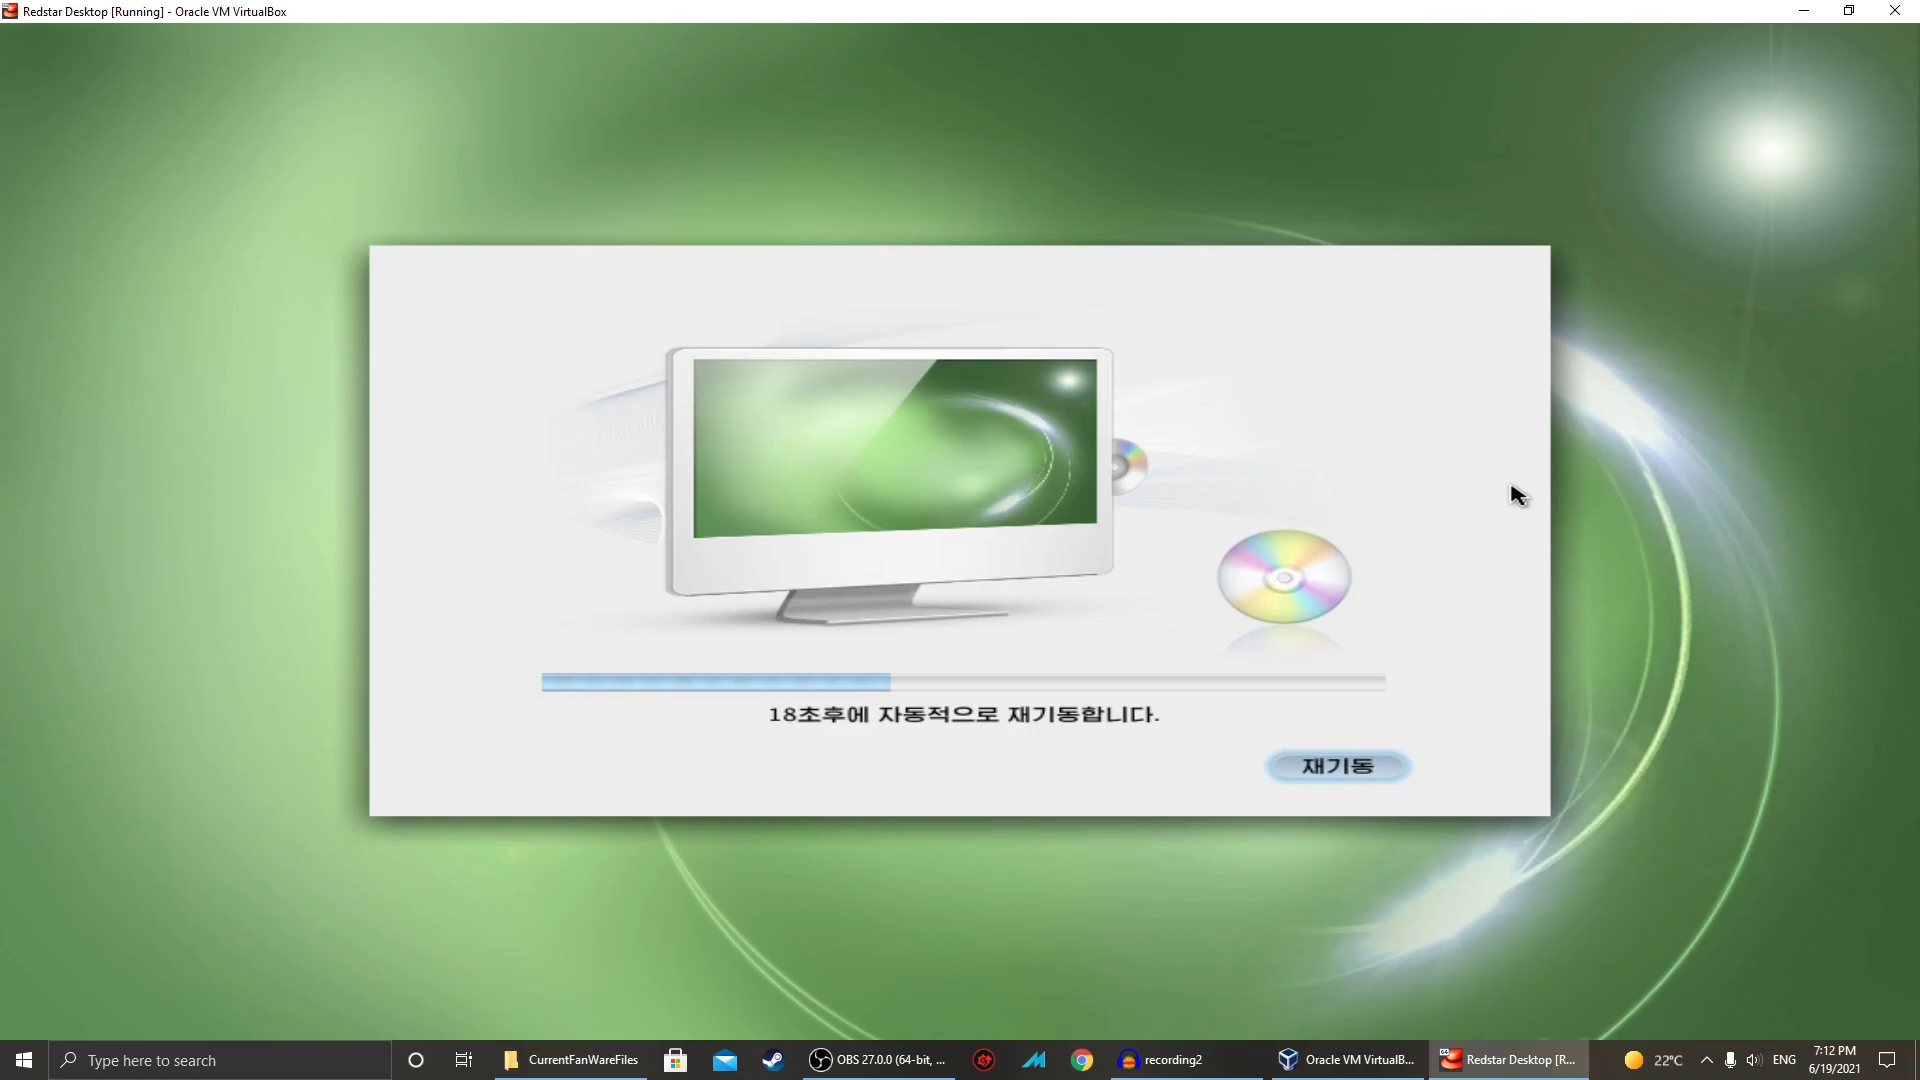 Redstar Desktop [Running] - Oracle VM VirtualBox
18초후에 자동적으로 재기동합니다.
재기동
Type here to search
CurrentFanWareFiles
OBS 27.0.0 (64-bit, ...
recording2
Oracle VM VirtualB...
Redstar Desktop [R...
22°C
ENG
7:12 PM
6/19/2021